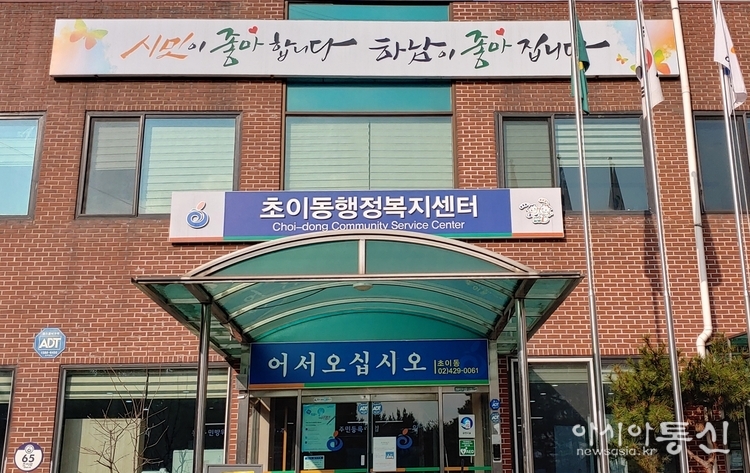 시민이 좋아 합니다 하남이 좋아 집니다
초이동행정복지센터
Choi-dong Community Service Center
어서오십시오
초이동
02)429-0061
ADT
65
ADT
AED
아시아통신
newsasia.kr